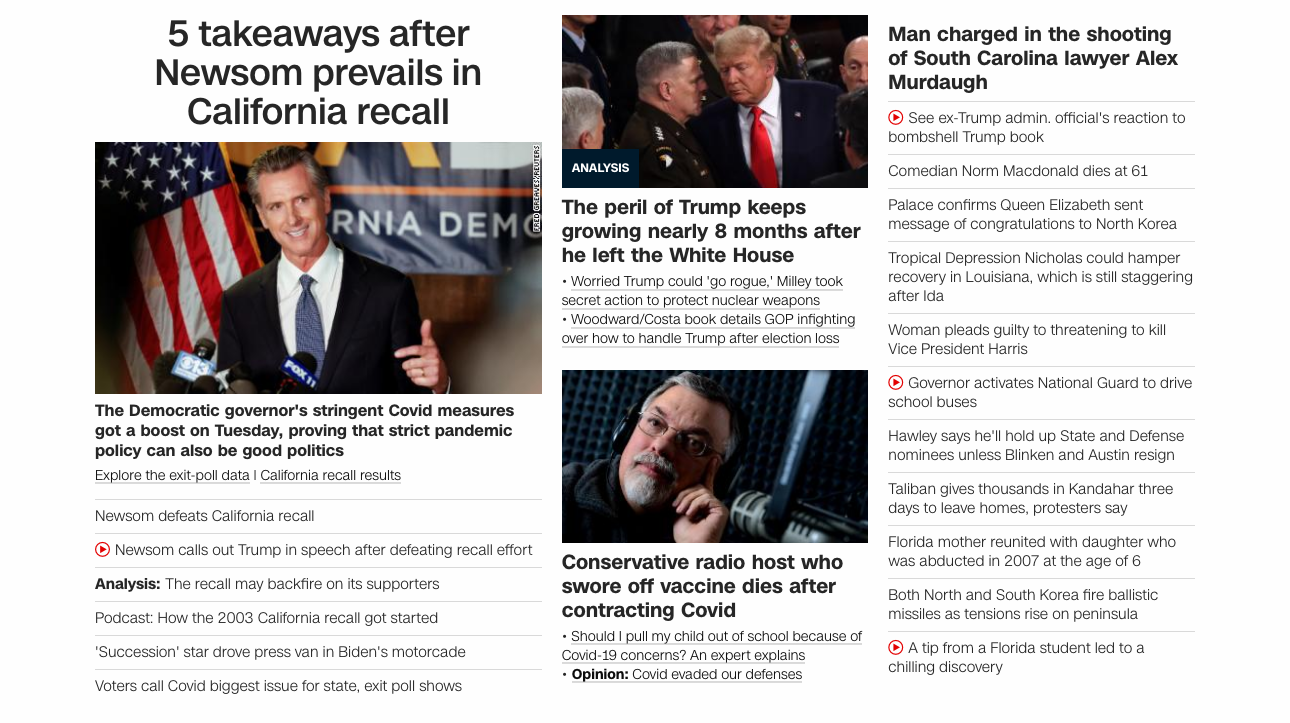 5 takeaways after
Newsom prevails in
California recall
FRED GREAVES/REUTERS
RNIA DEMO
CBS 13
FOX 11
The Democratic governor's stringent Covid measures
got a boost on Tuesday, proving that strict pandemic
policy can also be good politics
Explore the exit-poll data | California recall results
Newsom defeats California recall
Newsom calls out Trump in speech after defeating recall effort
Analysis: The recall may backfire on its supporters
Podcast: How the 2003 California recall got started
'Succession' star drove press van in Biden's motorcade
Voters call Covid biggest issue for state, exit poll shows
ANALYSIS
The peril of Trump keeps
growing nearly 8 months after
he left the White House
• Worried Trump could 'go rogue,' Milley took
secret action to protect nuclear weapons
• Woodward/Costa book details GOP infighting
over how to handle Trump after election loss
Conservative radio host who
swore off vaccine dies after
contracting Covid
• Should I pull my child out of school because of
Covid-19 concerns? An expert explains
• Opinion: Covid evaded our defenses
Man charged in the shooting
of South Carolina lawyer Alex
Murdaugh
See ex-Trump admin. official's reaction to
bombshell Trump book
Comedian Norm Macdonald dies at 61
Palace confirms Queen Elizabeth sent
message of congratulations to North Korea
Tropical Depression Nicholas could hamper
recovery in Louisiana, which is still staggering
after Ida
Woman pleads guilty to threatening to kill
Vice President Harris
Governor activates National Guard to drive
school buses
Hawley says he'll hold up State and Defense
nominees unless Blinken and Austin resign
Taliban gives thousands in Kandahar three
days to leave homes, protesters say
Florida mother reunited with daughter who
was abducted in 2007 at the age of 6
Both North and South Korea fire ballistic
missiles as tensions rise on peninsula
A tip from a Florida student led to a
chilling discovery